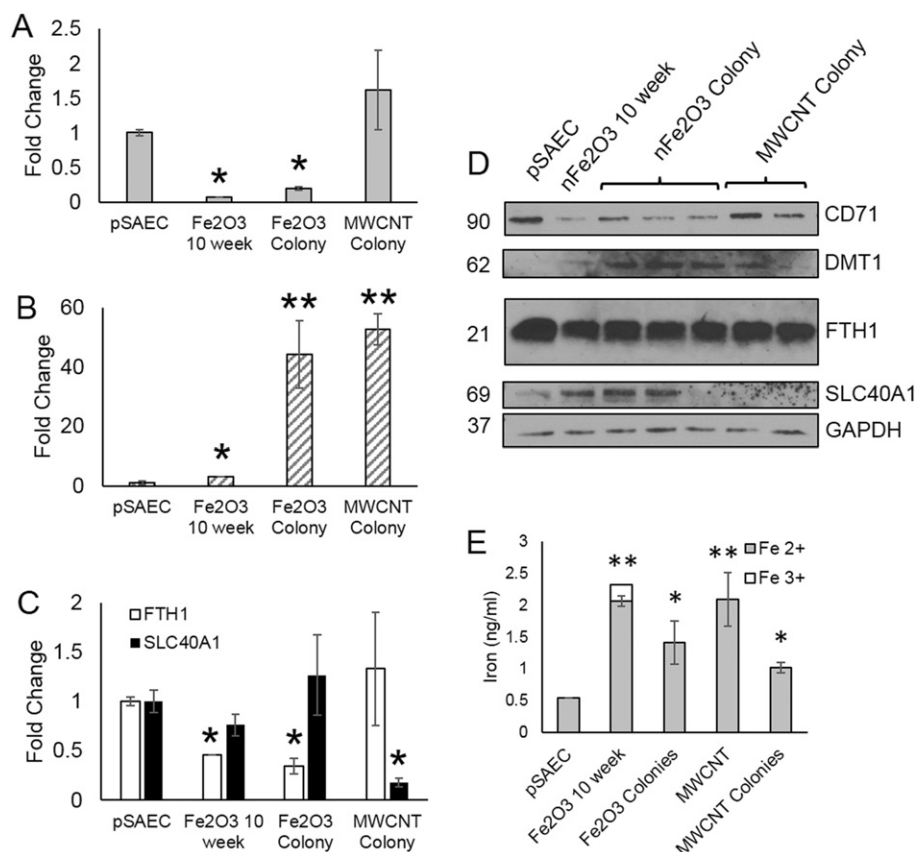 A
2.5
2
1.5
1
0.5
0
Fold Change
*
*
pSAEC
Fe2O3
10 week
Fe2O3
Colony
MWCNT
Colony
B
60
40
20
0
Fold Change
*
**
**
pSAEC
Fe2O3
10 week
Fe2O3
Colony
MWCNT
Colony
C
2
1.5
1
0.5
0
Fold Change
FTH1
SLC40A1
*
*
*
pSAEC
Fe2O3 10
week
Fe2O3
Colony
MWCNT
Colony
D
pSAEC
nFe2O3 10 week
nFe2O3 Colony
MWCNT Colony
90 CD71
62 DMT1
21 FTH1
69 SLC40A1
37 GAPDH
E
3
2.5
2
1.5
1
0.5
0
Iron (ng/ml)
Fe 2+
Fe 3+
**
*
**
*
pSAEC
Fe2O3 10 week
Fe2O3 Colonies
MWCNT
MWCNT Colonies